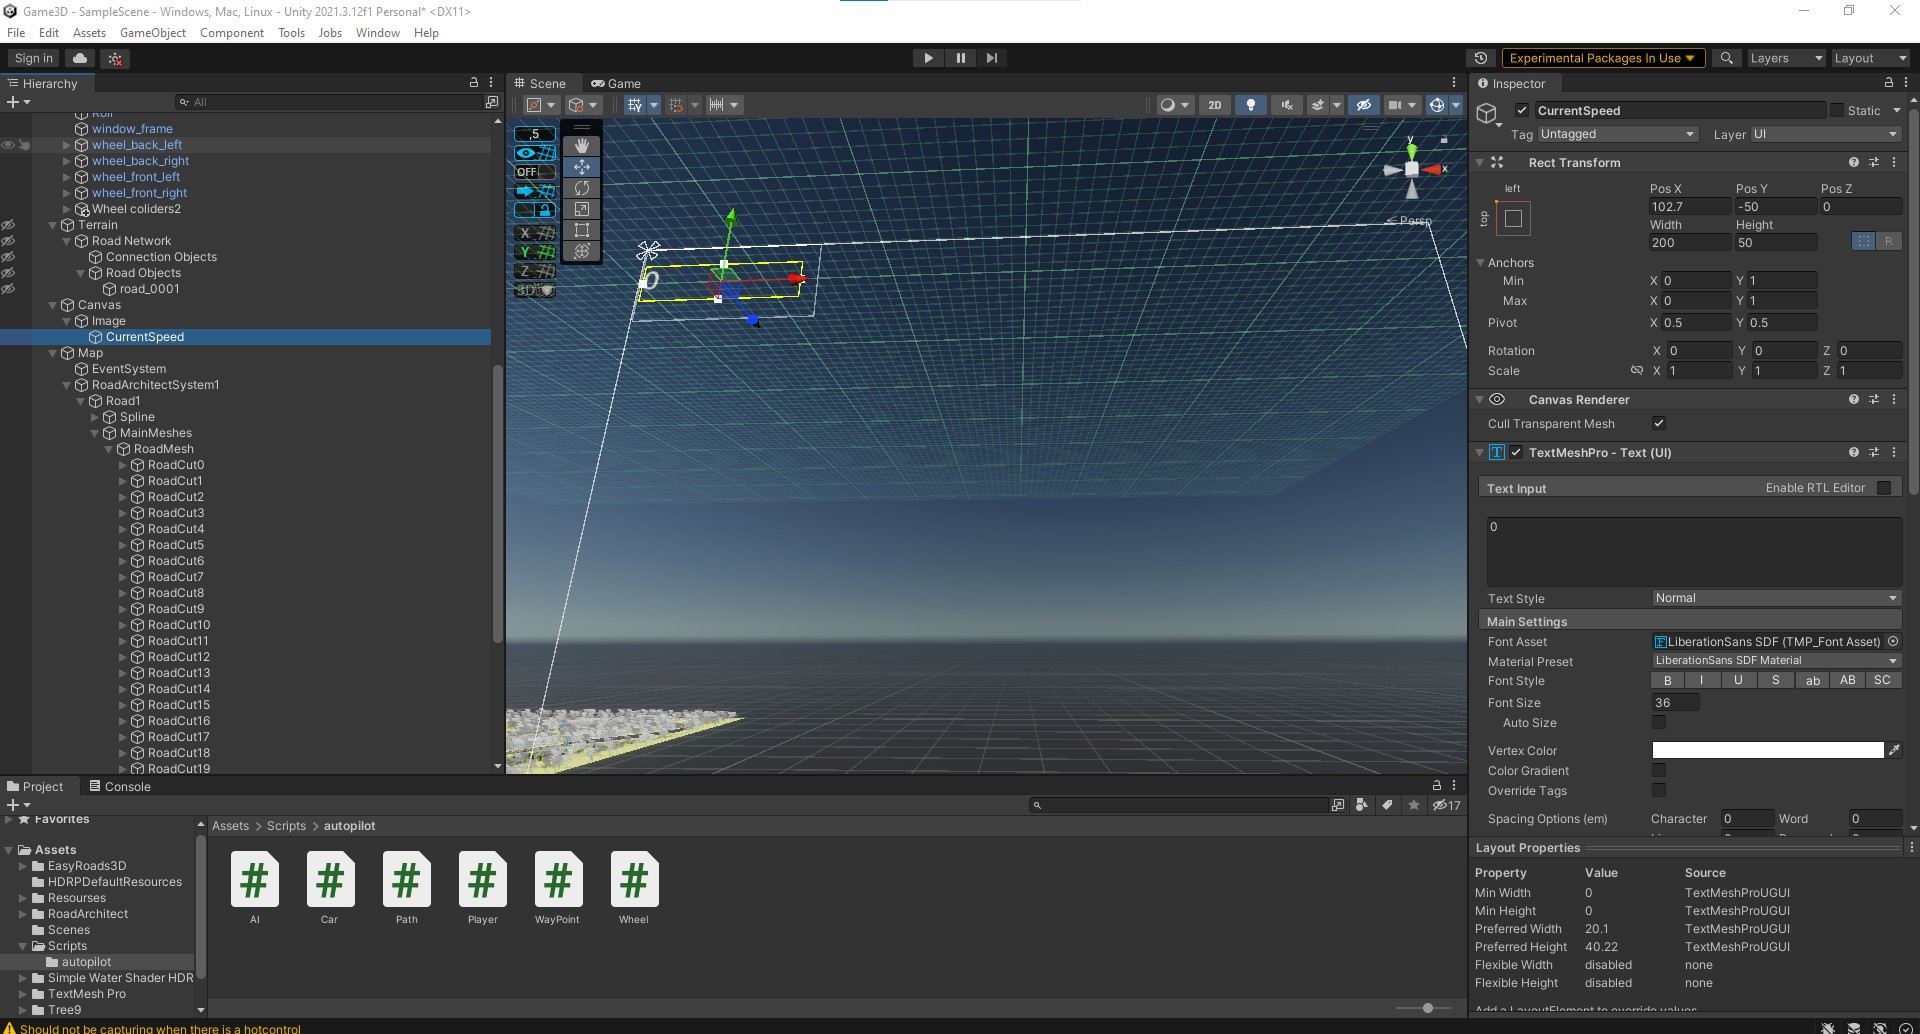 Game3D - SampleScene - Windows, Mac, Linux - Unity 2021.3.12f1 Personal* <DX11>
File Edit Assets GameObject Component Tools Jobs Window Help
Sign in
Experimental Packages In Use
Layers
Layout
Hierarchy
All
Roll
window_frame
wheel_back_left
wheel_back_right
wheel_front_left
wheel_front_right
Wheel coliders2
Terrain
Road Network
Connection Objects
Road Objects
road_0001
Canvas
Image
CurrentSpeed
Map
EventSystem
RoadArchitectSystem1
Road1
Spline
MainMeshes
RoadMesh
RoadCut0
RoadCut1
RoadCut2
RoadCut3
RoadCut4
RoadCut5
RoadCut6
RoadCut7
RoadCut8
RoadCut9
RoadCut10
RoadCut11
RoadCut12
RoadCut13
RoadCut14
RoadCut15
RoadCut16
RoadCut17
RoadCut18
RoadCut19
Scene Game
2D
,5
OFF
X
Y
Z
3D
0
y
x
< Persp
Inspector
CurrentSpeed Static
Tag Untagged Layer UI
Rect Transform
left
top
Pos X Pos Y Pos Z
102.7 -50 0
Width Height
200 50
R
Anchors
Min X 0 Y 1
Max X 0 Y 1
Pivot X 0.5 Y 0.5
Rotation X 0 Y 0 Z 0
Scale X 1 Y 1 Z 1
Canvas Renderer
Cull Transparent Mesh
TextMeshPro - Text (UI)
Text Input Enable RTL Editor
0
Text Style Normal
Main Settings
Font Asset LiberationSans SDF (TMP_Font Asset)
Material Preset LiberationSans SDF Material
Font Style B I U S ab AB SC
Font Size 36
Auto Size
Vertex Color
Color Gradient
Override Tags
Spacing Options (em) Character 0 Word 0
Layout Properties
Property Value Source
Min Width 0 TextMeshProUGUI
Min Height 0 TextMeshProUGUI
Preferred Width 20.1 TextMeshProUGUI
Preferred Height 40.22 TextMeshProUGUI
Flexible Width disabled none
Flexible Height disabled none
Add a LayoutElement to override values
Project Console
17
Favorites
Assets
EasyRoads3D
HDRPDefaultResources
Resourses
RoadArchitect
Scenes
Scripts
autopilot
Simple Water Shader HDR
TextMesh Pro
Tree9
Assets > Scripts > autopilot
AI Car Path Player WayPoint Wheel
Should not be capturing when there is a hotcontrol